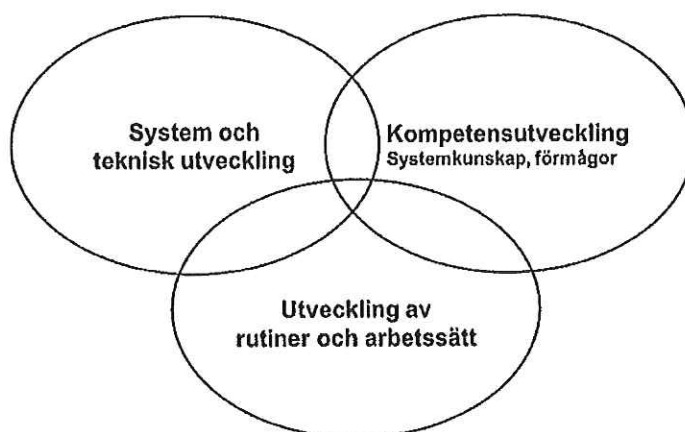 System och
teknisk utveckling
Kompetensutveckling
Systemkunskap, förmågor
Utveckling av
rutiner och arbetssätt